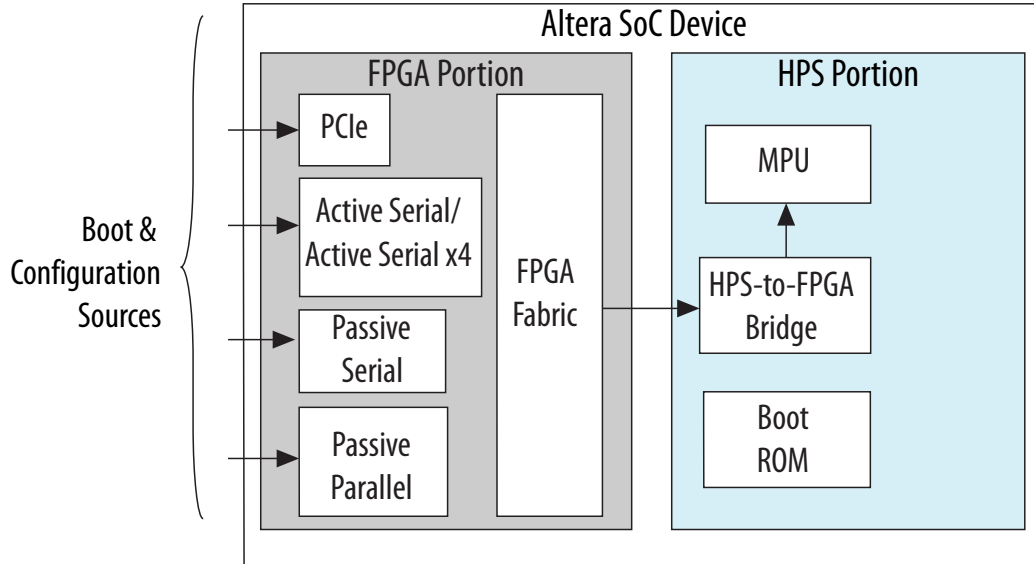 Altera SoC Device
FPGA Portion
HPS Portion
PCIe
Active Serial/
Active Serial x4
Passive
Serial
Passive
Parallel
FPGA
Fabric
MPU
HPS-to-FPGA
Bridge
Boot
ROM
Boot &
Configuration
Sources